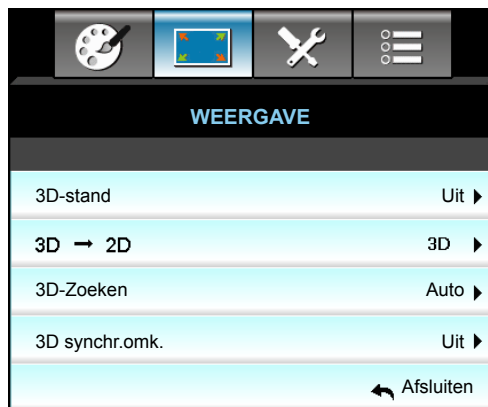 WEERGAVE
3D-stand Uit
3D → 2D 3D
3D-Zoeken Auto
3D synchr.omk. Uit
Afsluiten